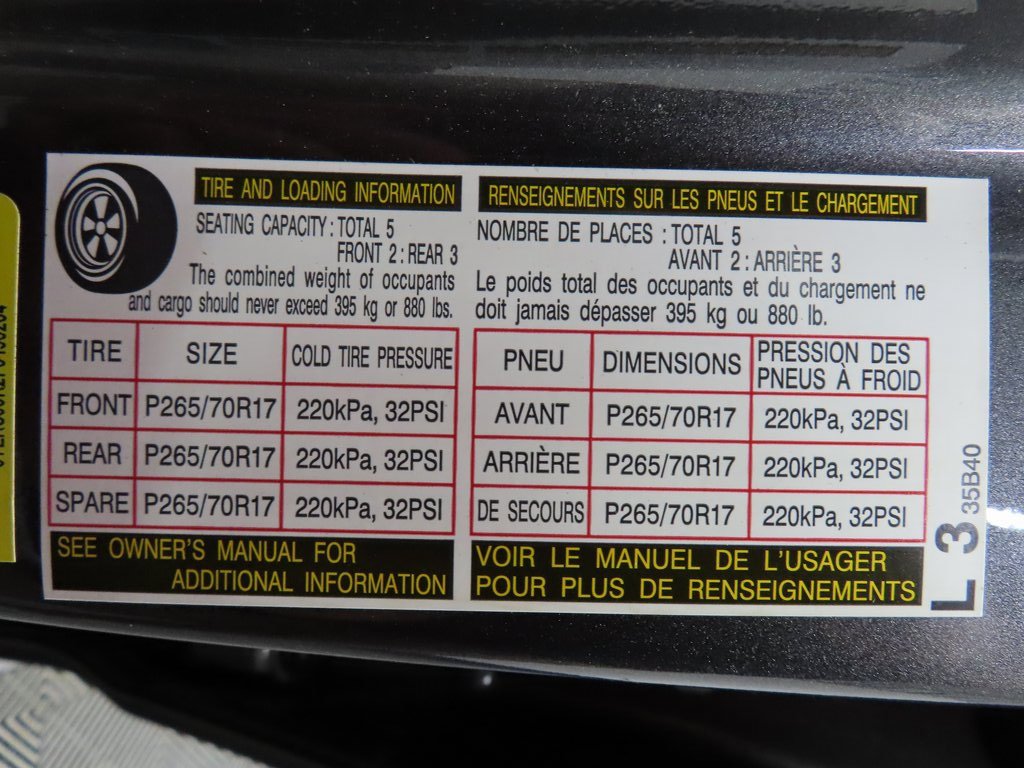 TIRE AND LOADING INFORMATION
SEATING CAPACITY : TOTAL 5
FRONT 2 : REAR 3
The combined weight of occupants
and cargo should never exceed 395 kg or 880 lbs.
TIRE SIZE COLD TIRE PRESSURE
FRONT P265/70R17 220kPa, 32PSI
REAR P265/70R17 220kPa, 32PSI
SPARE P265/70R17 220kPa, 32PSI
SEE OWNER'S MANUAL FOR
ADDITIONAL INFORMATION
RENSEIGNEMENTS SUR LES PNEUS ET LE CHARGEMENT
NOMBRE DE PLACES : TOTAL 5
AVANT 2 : ARRIÈRE 3
Le poids total des occupants et du chargement ne
doit jamais dépasser 395 kg ou 880 lb.
PNEU DIMENSIONS PRESSION DES
PNEUS À FROID
AVANT P265/70R17 220kPa, 32PSI
ARRIÈRE P265/70R17 220kPa, 32PSI
DE SECOURS P265/70R17 220kPa, 32PSI
VOIR LE MANUEL DE L'USAGER
POUR PLUS DE RENSEIGNEMENTS
L 3 35B40